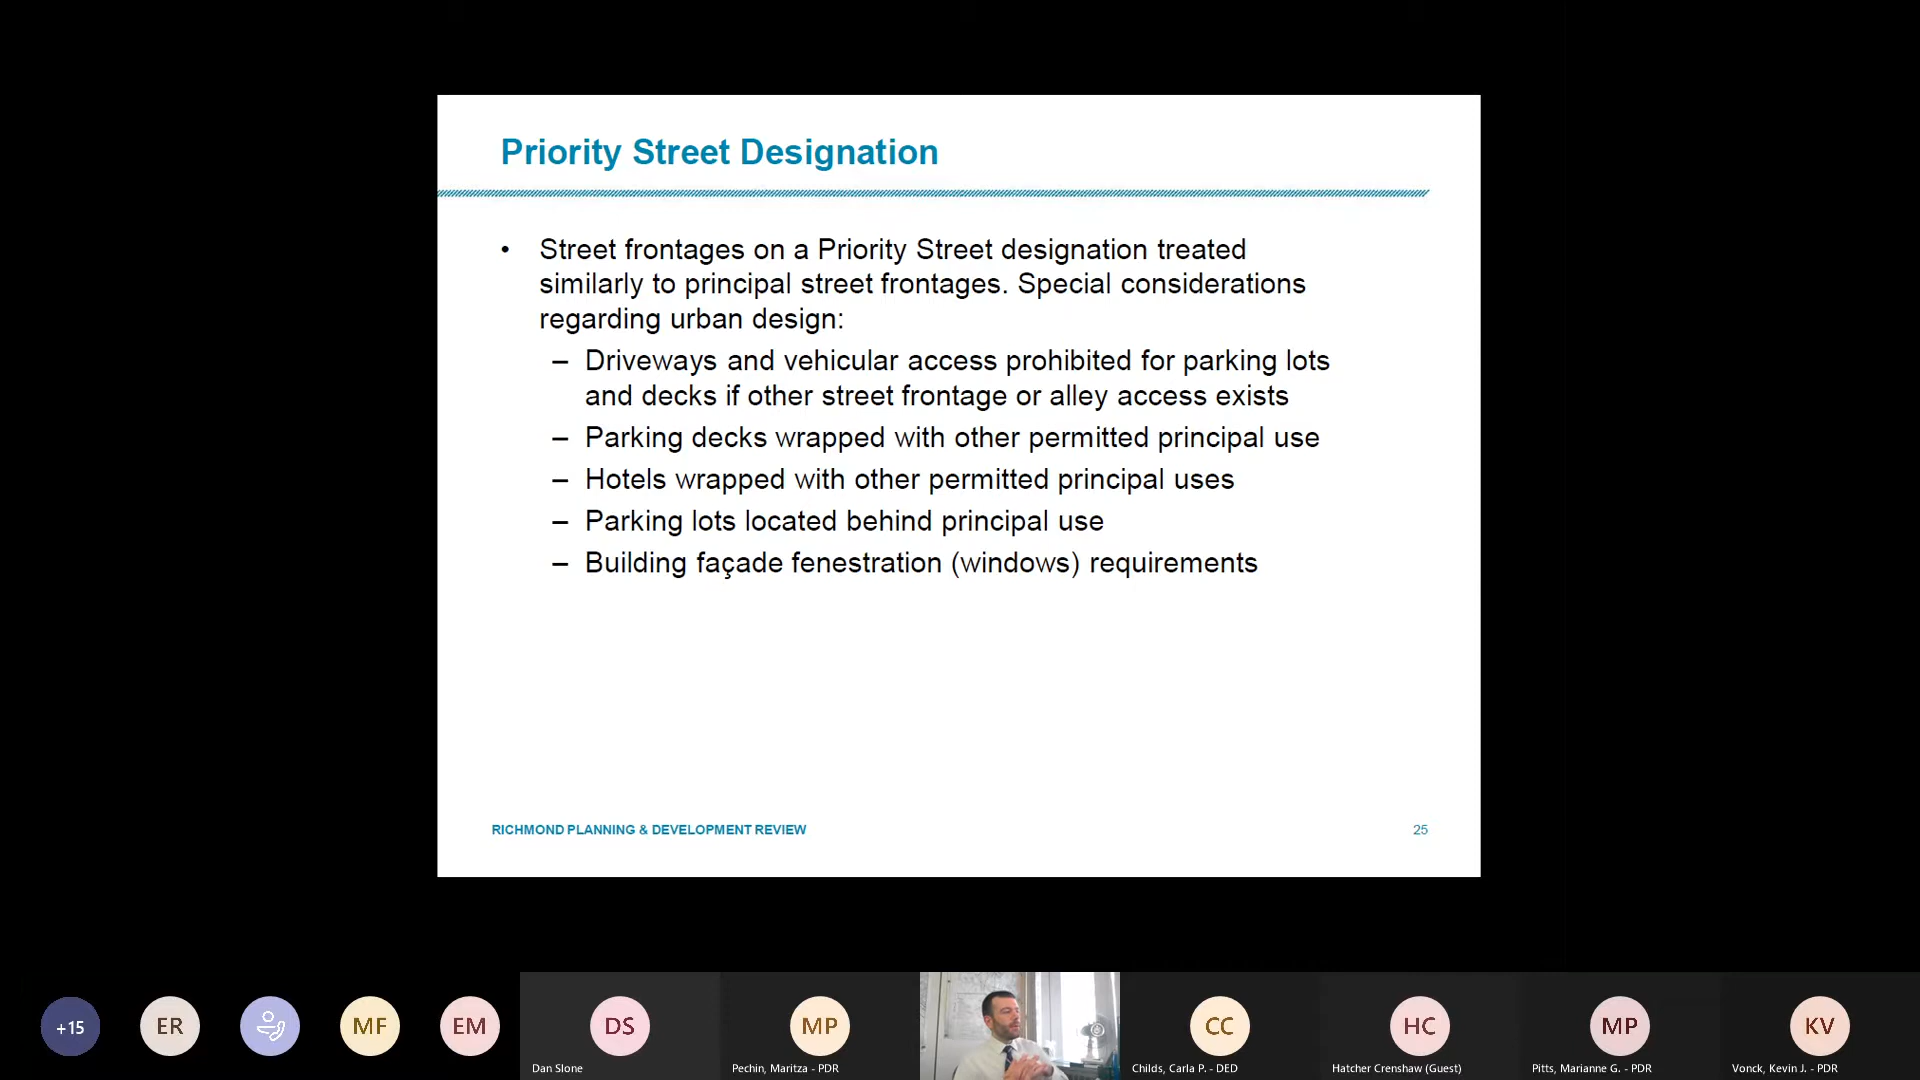 Priority Street Designation
• Street frontages on a Priority Street designation treated
similarly to principal street frontages. Special considerations
regarding urban design:
– Driveways and vehicular access prohibited for parking lots
and decks if other street frontage or alley access exists
– Parking decks wrapped with other permitted principal use
– Hotels wrapped with other permitted principal uses
– Parking lots located behind principal use
– Building façade fenestration (windows) requirements
RICHMOND PLANNING & DEVELOPMENT REVIEW
25
+15
ER
MF
EM
DS
Dan Slone
MP
Pechin, Maritza - PDR
CC
Childs, Carla P. - DED
HC
Hatcher Crenshaw (Guest)
MP
Pitts, Marianne G. - PDR
KV
Vonck, Kevin J. - PDR